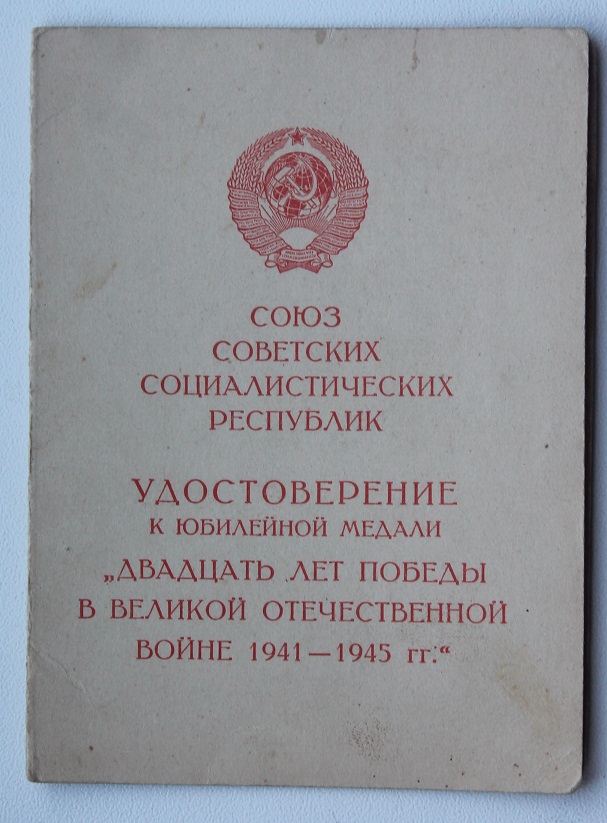 СОЮЗ
СОВЕТСКИХ
СОЦИАЛИСТИЧЕСКИХ
РЕСПУБЛИК
УДОСТОВЕРЕНИЕ
К ЮБИЛЕЙНОЙ МЕДАЛИ
„ДВАДЦАТЬ ЛЕТ ПОБЕДЫ
В ВЕЛИКОЙ ОТЕЧЕСТВЕННОЙ
ВОЙНЕ 1941—1945 гг.“